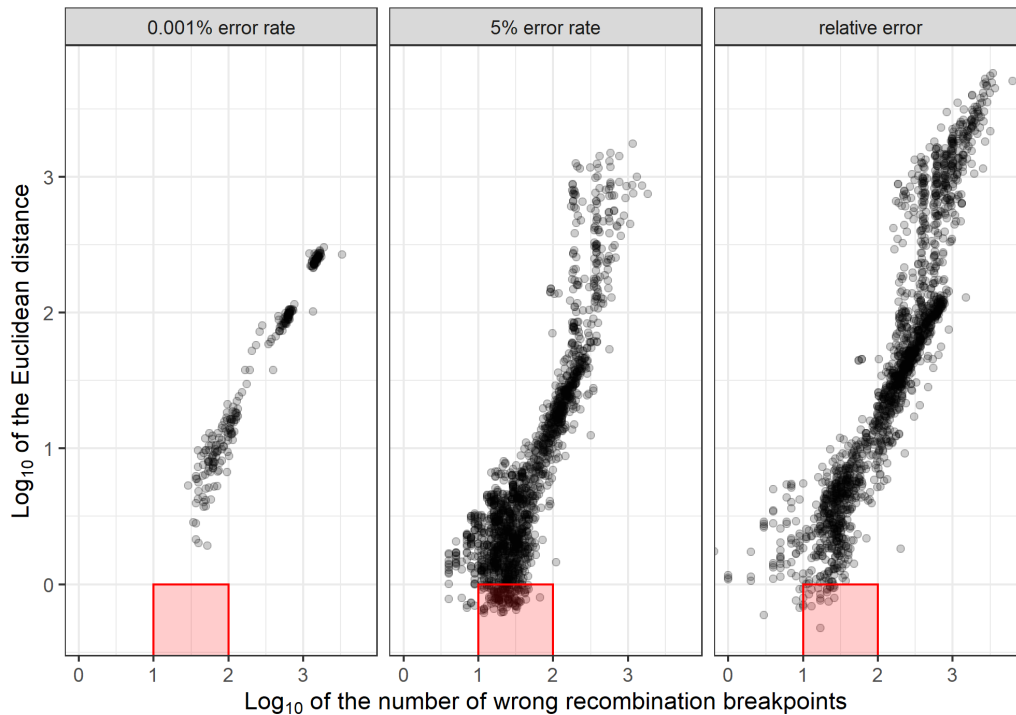 0.001% error rate
5% error rate
relative error
Log₁₀ of the Euclidean distance
3
2
1
0
0 1 2 3
0 1 2 3
0 1 2 3
Log₁₀ of the number of wrong recombination breakpoints